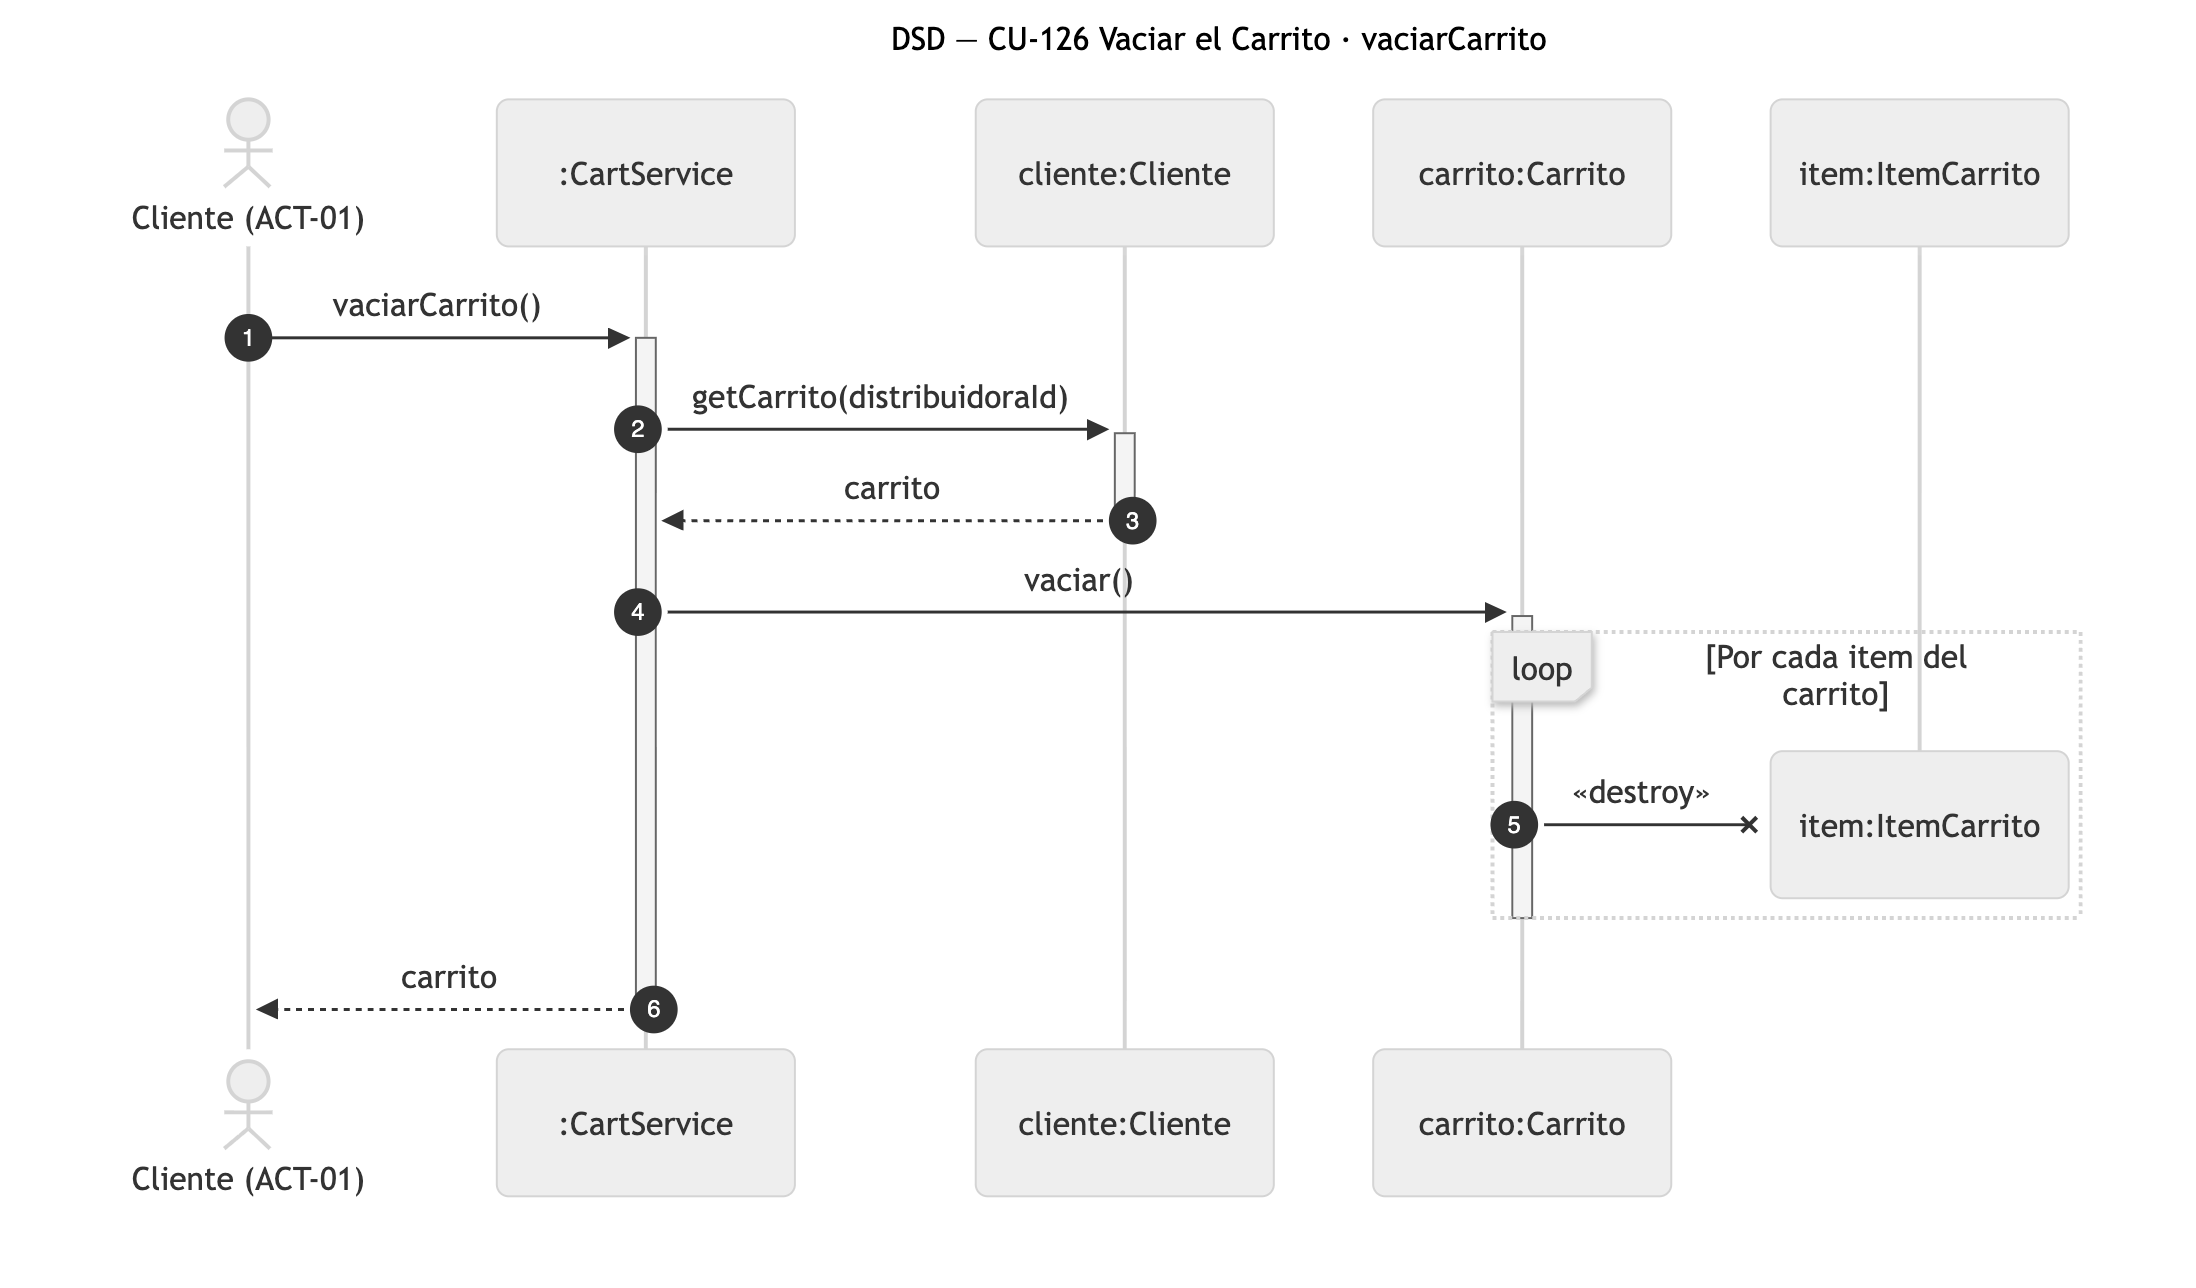 DSD — CU-126 Vaciar el Carrito · vaciarCarrito
Cliente (ACT-01)
:CartService
cliente:Cliente
carrito:Carrito
item:ItemCarrito
vaciarCarrito()
1
getCarrito(distribuidoraId)
2
carrito
3
vaciar()
4
loop
[Por cada item del
carrito]
«destroy»
5
item:ItemCarrito
carrito
6
Cliente (ACT-01)
:CartService
cliente:Cliente
carrito:Carrito